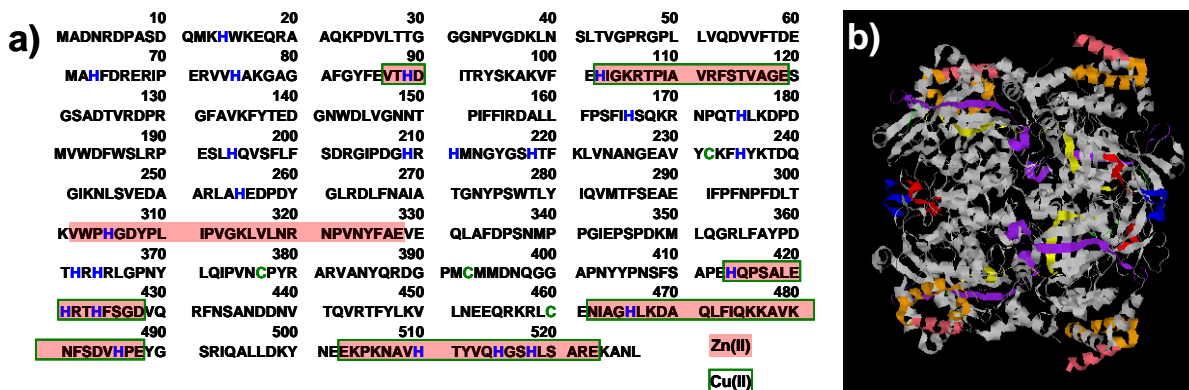 a)
10 20 30 40 50 60
MADNRDPASD QMKHWKEQRA AQKPDVLTTG GGNPVGDKLN SLTVGPRGPL LVQDVVFTDE
70 80 90 100 110 120
MAHFDRERIP ERVVHAKGAG AFGYFEVTHD ITRYSKAKVF EHIGKRTPIA VRFSTVAGES
130 140 150 160 170 180
GSADTVRDPR GFAVKFYTED GNWDLVGNNT PIFFIRDALL FPSFIHSQKR NPQTHLKDPD
190 200 210 220 230 240
MVWDFWSLRP ESLHQVSFLF SDRGIPDGHR HMNGYGSHTF KLVNANGEAV YCKFHYKTDQ
250 260 270 280 290 300
GIKNLSVEDA ARLAHEDPDY GLRDLFNAIA TGNYPSWTLY IQVMTFSEAE IFPFNPFDLT
310 320 330 340 350 360
KVWPHGDYPL IPVGKLVLNR NPVNYFAEVE QLAFDPSNMP PGIEPSPDKM LQGRLFAYPD
370 380 390 400 410 420
THRHRLGPNY LQIPVNCPYR ARVANYQRDG PMCMMDNQGG APNYYPNSFS APEHQPSALE
430 440 450 460 470 480
HRTHFSGDVQ RFNSANDDNV TQVRTFYLKV LNEEQRKRLC ENIAGHLKDA QLFIQKKAVK
490 500 510 520
NFSDVHPEYG SRIQALLDKY NEEKPKNAVH TYVQHGSHLS AREKANL
Zn(II)
Cu(II)
b)